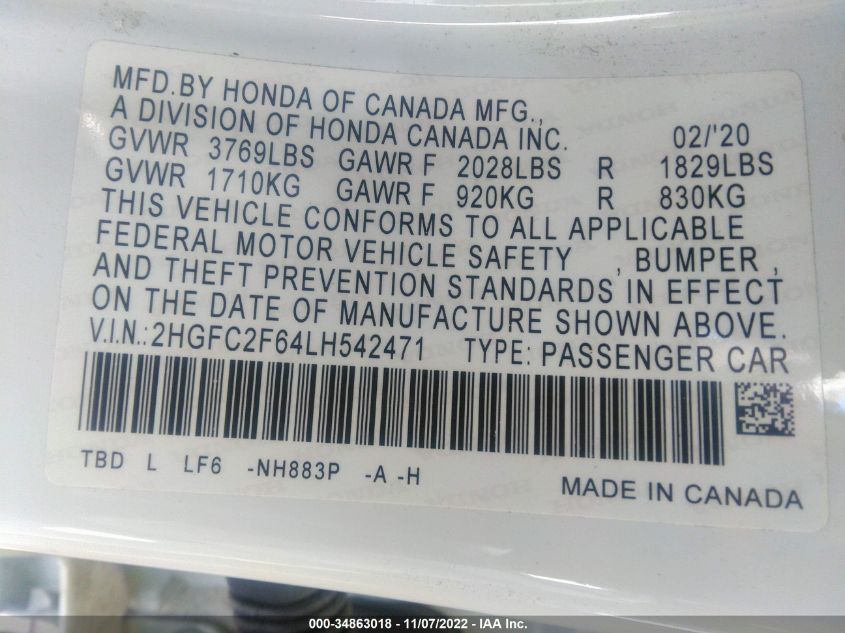 MFD.BY HONDA OF CANADA MFG.,
A DIVISION OF HONDA CANADA INC. 02/'20
GVWR 3769LBS GAWR F 2028LBS R 1829LBS
GVWR 1710KG GAWR F 920KG R 830KG
THIS VEHICLE CONFORMS TO ALL APPLICABLE
FEDERAL MOTOR VEHICLE SAFETY , BUMPER ,
AND THEFT PREVENTION STANDARDS IN EFFECT
ON THE DATE OF MANUFACTURE SHOWN ABOVE.
V.I.N.:2HGFC2F64LH542471 TYPE: PASSENGER CAR
TBD L LF6 -NH883P -A -H
MADE IN CANADA
000-34863018 - 11/07/2022 - IAA Inc.